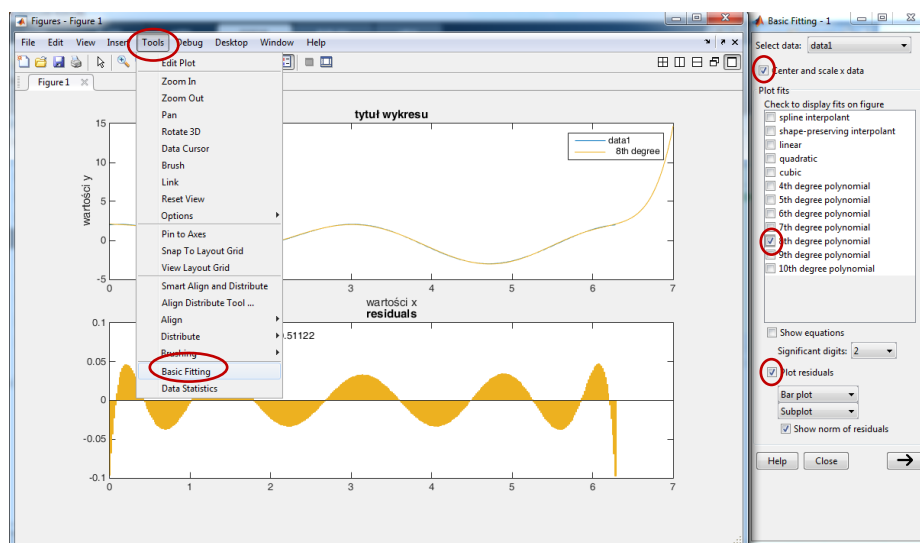 Figures - Figure 1
File Edit View Insert Tools Debug Desktop Window Help
Figure 1
Edit Plot
Zoom In
Zoom Out
Pan
Rotate 3D
Data Cursor
Brush
Link
Reset View
Options
Pin to Axes
Snap To Layout Grid
View Layout Grid
Smart Align and Distribute
Align Distribute Tool ...
Align
Distribute
Brushing
Basic Fitting
Data Statistics
tytuł wykresu
data1
8th degree
wartości y
15
10
5
0
-5
0 3 4 5 6 7
wartości x
residuals
.51122
0.1
0.05
0
-0.05
-0.1
0 1 2 3 4 5 6 7
Basic Fitting - 1
Select data: data1
Center and scale x data
Plot fits
Check to display fits on figure
spline interpolant
shape-preserving interpolant
linear
quadratic
cubic
4th degree polynomial
5th degree polynomial
6th degree polynomial
7th degree polynomial
8th degree polynomial
9th degree polynomial
10th degree polynomial
Show equations
Significant digits: 2
Plot residuals
Bar plot
Subplot
Show norm of residuals
Help Close